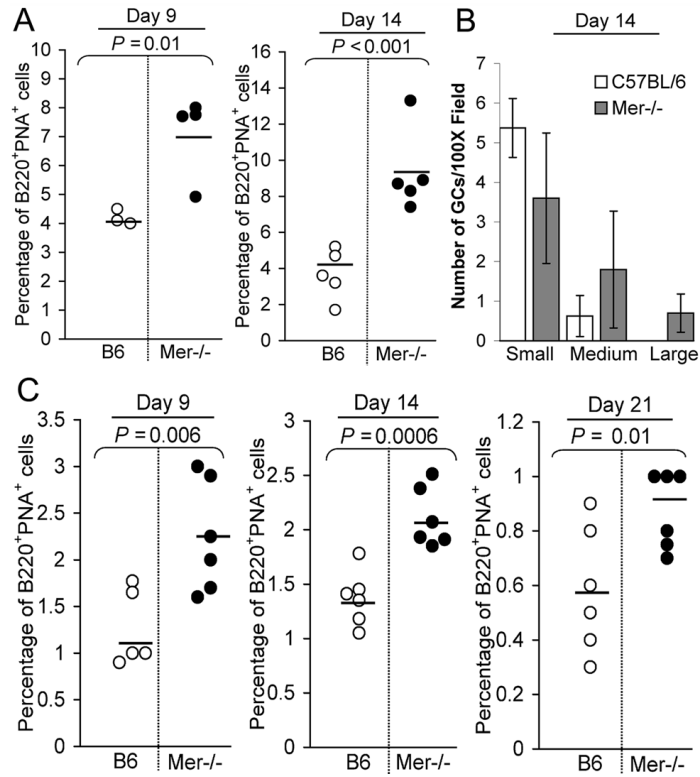 A
Day 9
P = 0.01
Percentage of B220+PNA+ cells
10
9
8
7
6
5
4
3
2
1
0
B6 Mer-/-
Day 14
P <0.001
Percentage of B220+PNA+ cells
16
14
12
10
8
6
4
2
0
B6 Mer-/-
B
Day 14
C57BL/6
Mer-/-
Number of GCs/100X Field
7
6
5
4
3
2
1
0
Small Medium Large
C
Day 9
P = 0.006
Percentage of B220+PNA+ cells
3.5
3
2.5
2
1.5
1
0.5
0
B6 Mer-/-
Day 14
P = 0.0006
Percentage of B220+PNA+ cells
3
2.5
2
1.5
1
0.5
0
B6 Mer-/-
Day 21
P = 0.01
Percentage of B220+PNA+ cells
1.2
1
0.8
0.6
0.4
0.2
0
B6 Mer-/-